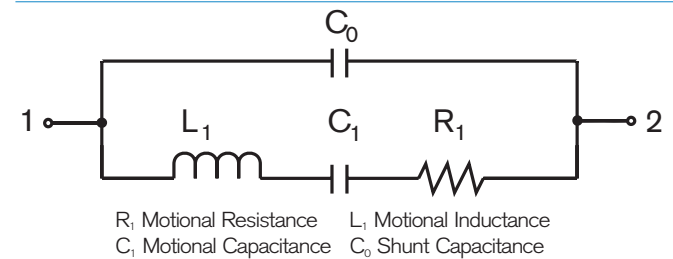 C₀
1 L₁ C₁ R₁ 2
R₁ Motional Resistance L₁ Motional Inductance
C₁ Motional Capacitance C₀ Shunt Capacitance